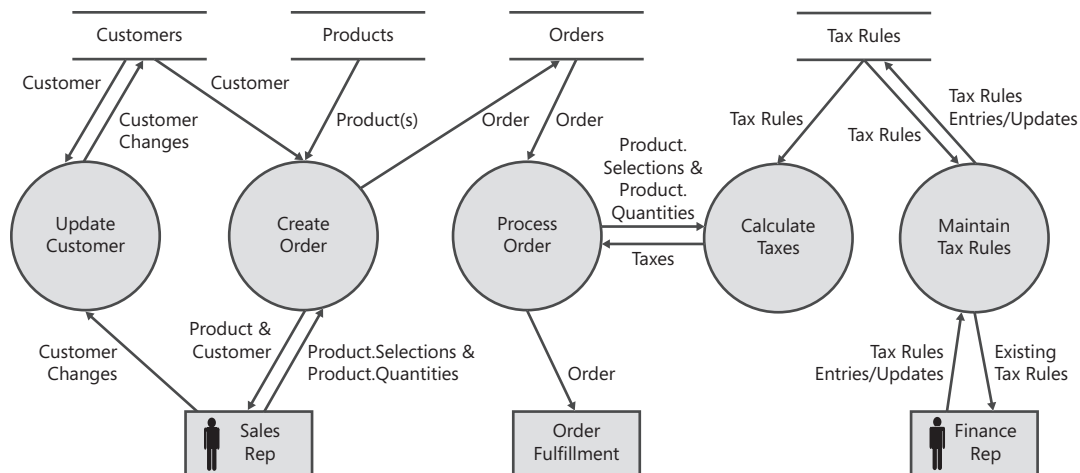 Customers
Products
Orders
Tax Rules
Customer
Customer
Customer
Changes
Product(s)
Order
Order
Tax Rules
Tax Rules
Tax Rules
Entries/Updates
Product.
Selections &
Product.
Quantities
Update
Customer
Create
Order
Process
Order
Calculate
Taxes
Maintain
Tax Rules
Taxes
Customer
Changes
Product &
Customer
Product.Selections &
Product.Quantities
Order
Tax Rules
Entries/Updates
Existing
Tax Rules
Sales
Rep
Order
Fulfillment
Finance
Rep